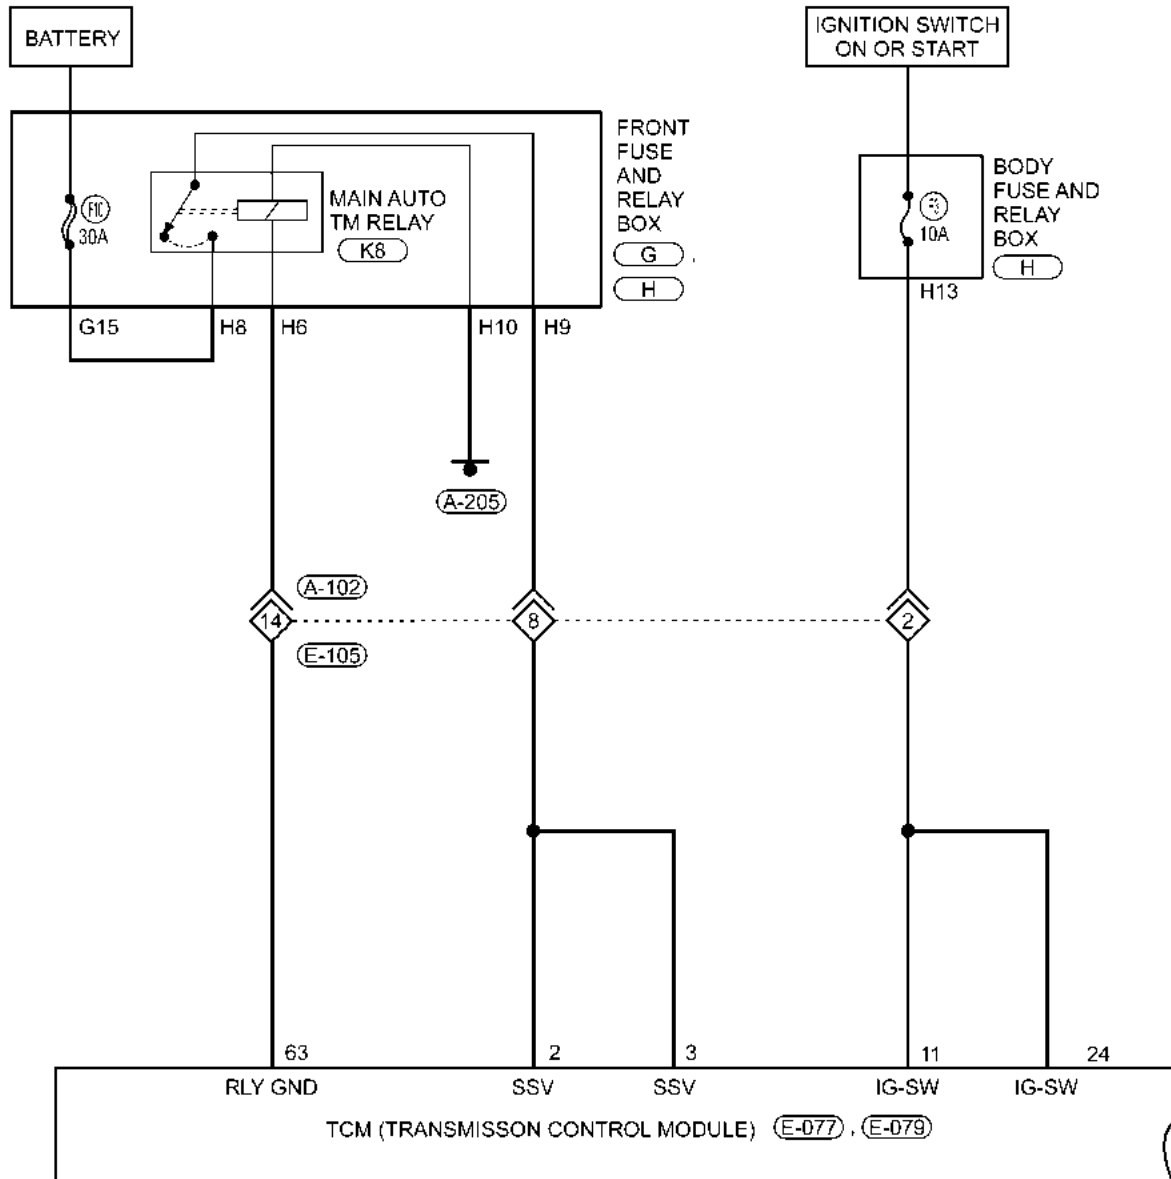 BATTERY
IGNITION SWITCH
ON OR START
FRONT
FUSE
AND
RELAY
BOX
G,
H
MAIN AUTO
TM RELAY
K8
F10
30A
BODY
FUSE AND
RELAY
BOX
H
10A
G15
H8
H6
H10
H9
H13
A-205
A-102
14
8
2
E-105
63
2
3
11
24
RLY GND
SSV
SSV
IG-SW
IG-SW
TCM (TRANSMISSON CONTROL MODULE) E-077, E-079